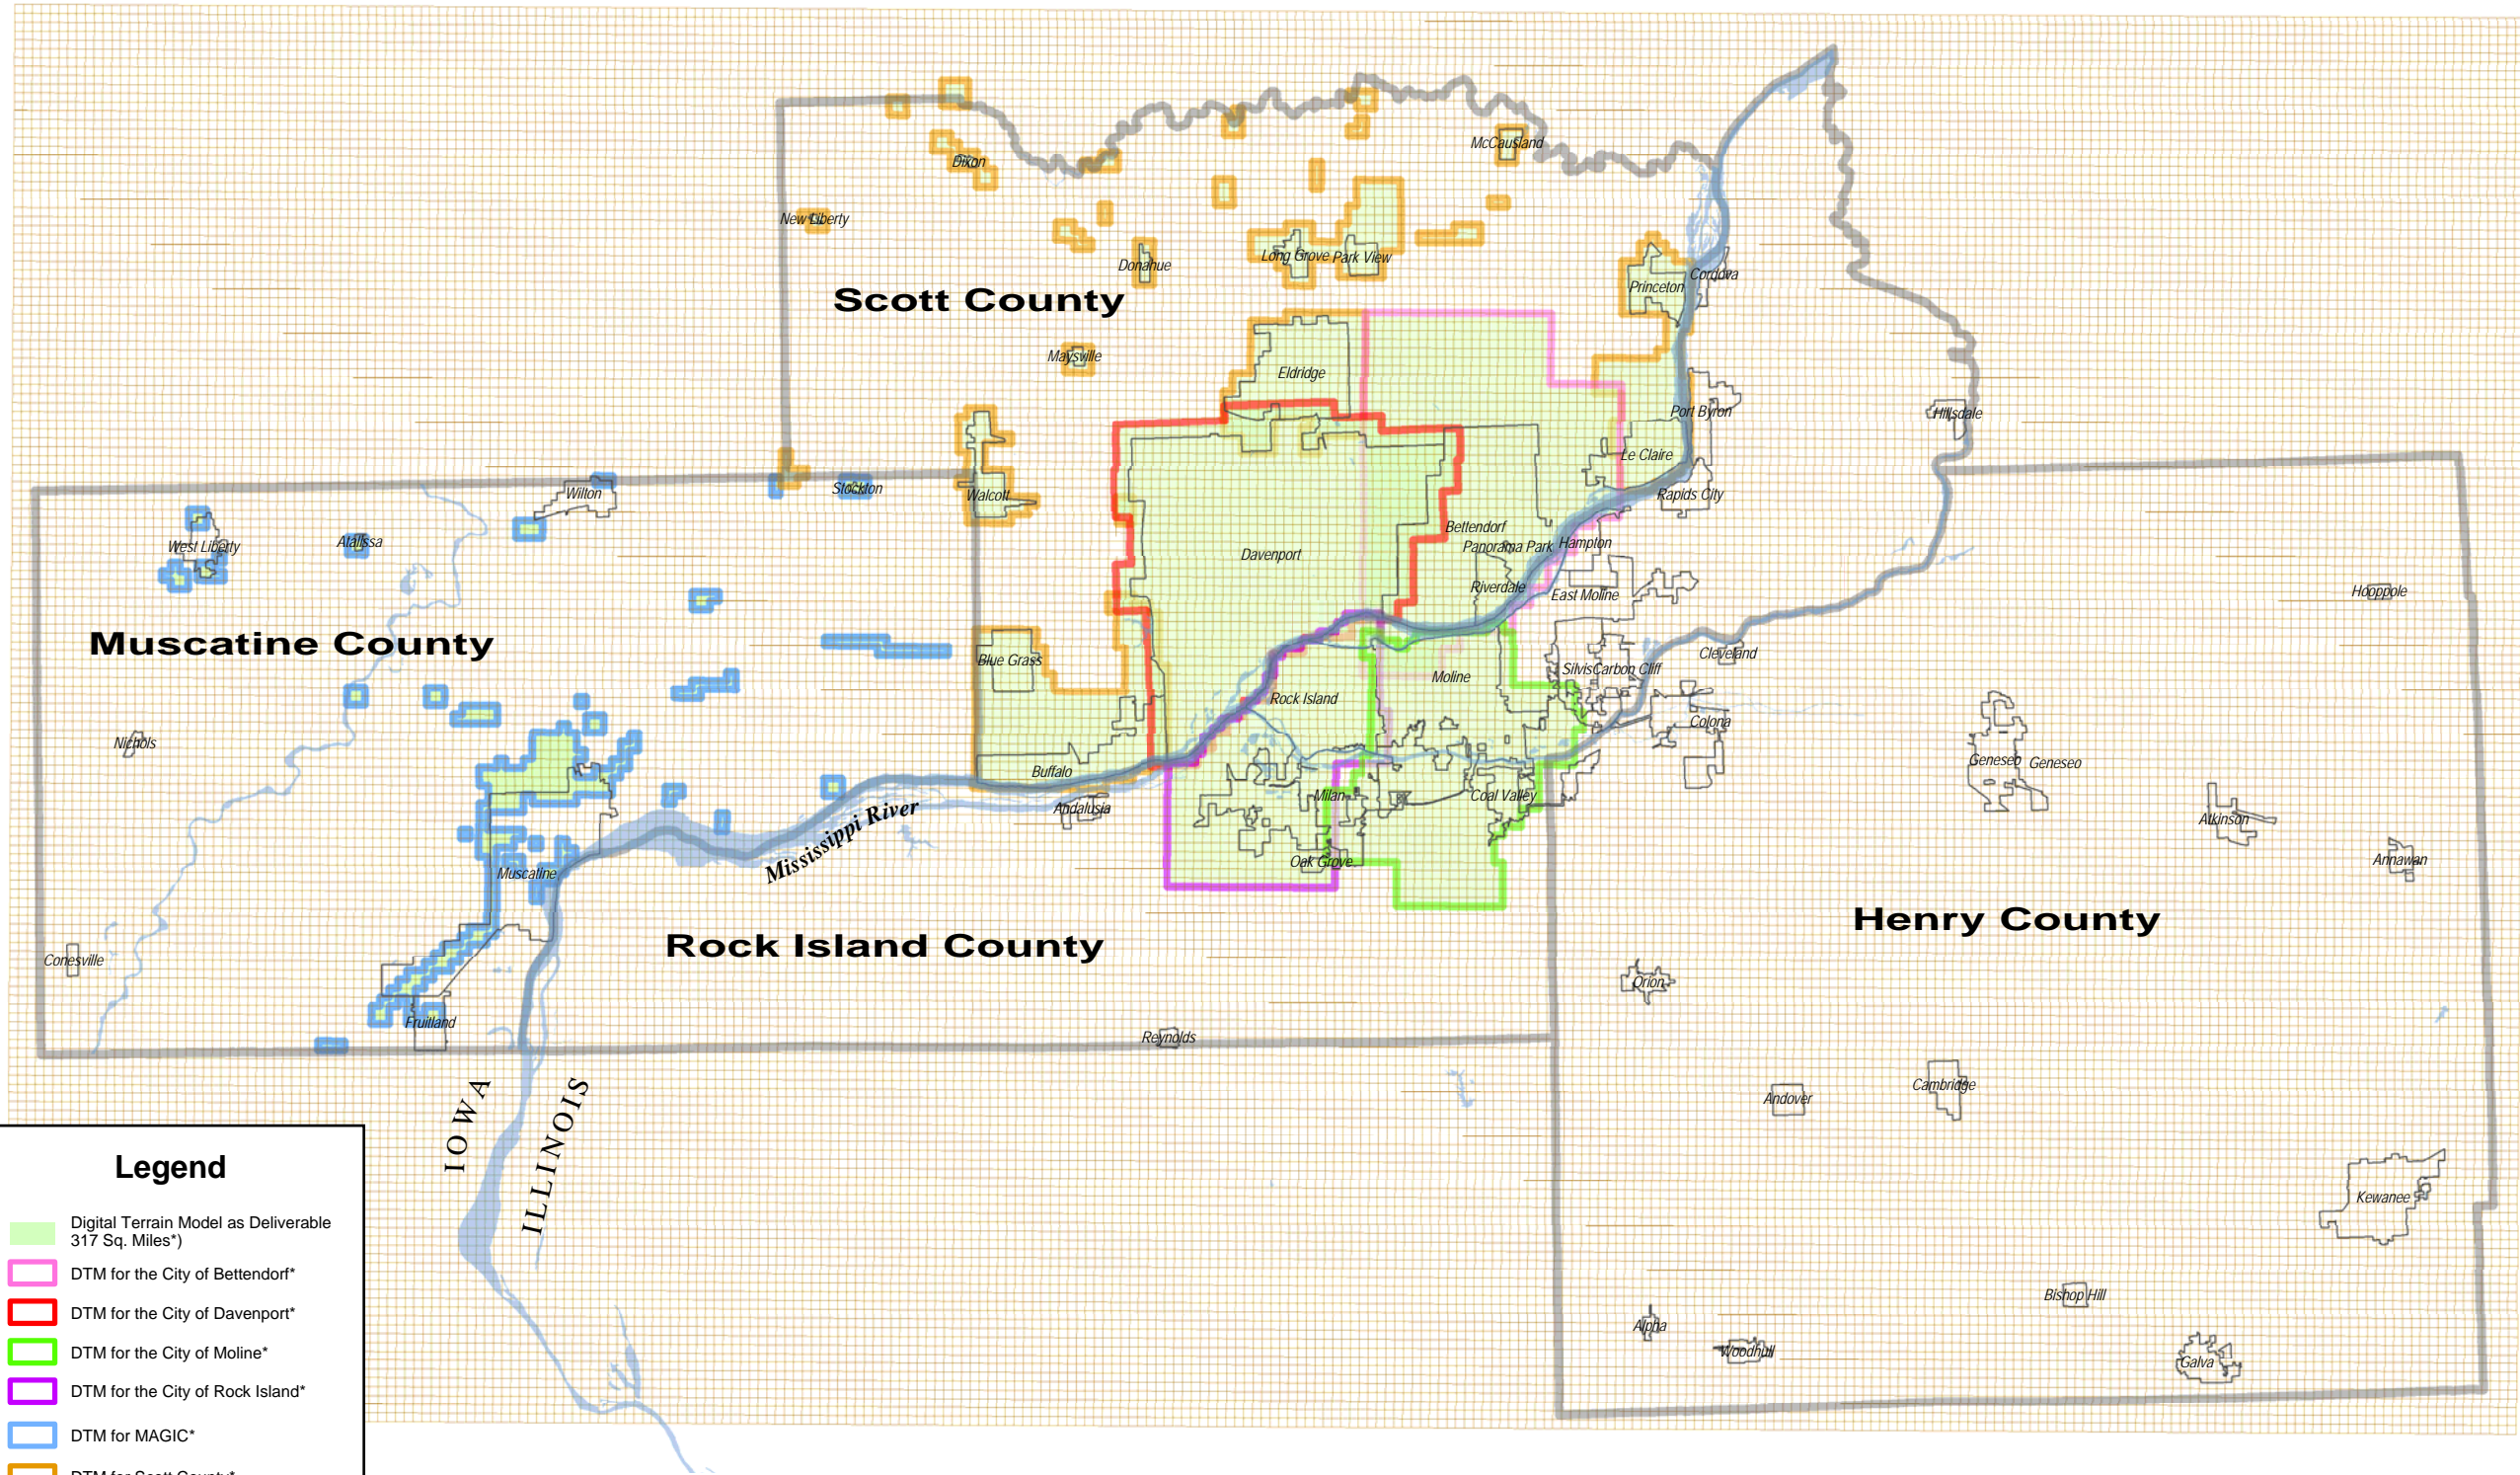 McCausland
Dixon
New Liberty
Donahue
Long Grove
Park View
Cordova
Princeton
Scott County
Maysville
Eldridge
Port Byron
Hillsdale
Le Claire
Stockton
Wilton
Walcott
Rapids City
Bettendorf
West Liberty
Atalissa
Davenport
Panorama Park
Hampton
Riverdale
East Moline
Hooppole
Muscatine County
Blue Grass
Cleveland
Silvis
Carbon Cliff
Moline
Rock Island
Colona
Nichols
Geneseo
Geneseo
Buffalo
Milan
Coal Valley
Andalusia
Atkinson
Mississippi River
Annawan
Oak Grove
Muscatine
Henry County
Rock Island County
Conesville
Orion
Fruitland
Reynolds
Cambridge
Andover
IOWA
ILLINOIS
Kewanee
Bishop Hill
Alpha
Woodhull
Galva
Legend
Digital Terrain Model as Deliverable
317 Sq. Miles*)
DTM for the City of Bettendorf*
DTM for the City of Davenport*
DTM for the City of Moline*
DTM for the City of Rock Island*
DTM for MAGIC*
DTM for Scott County*